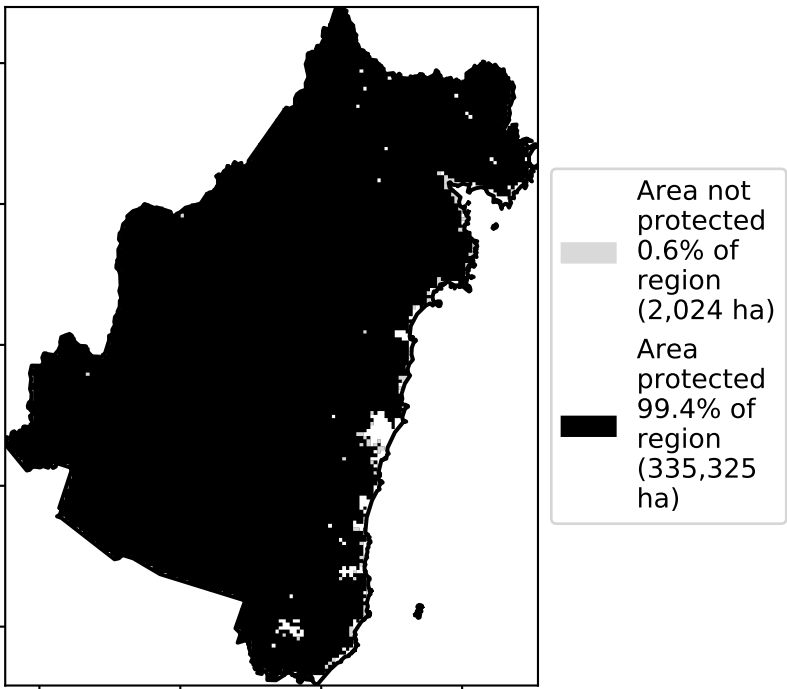 Area not
protected
0.6% of
region
(2,024 ha)
Area
protected
99.4% of
region
(335,325
ha)